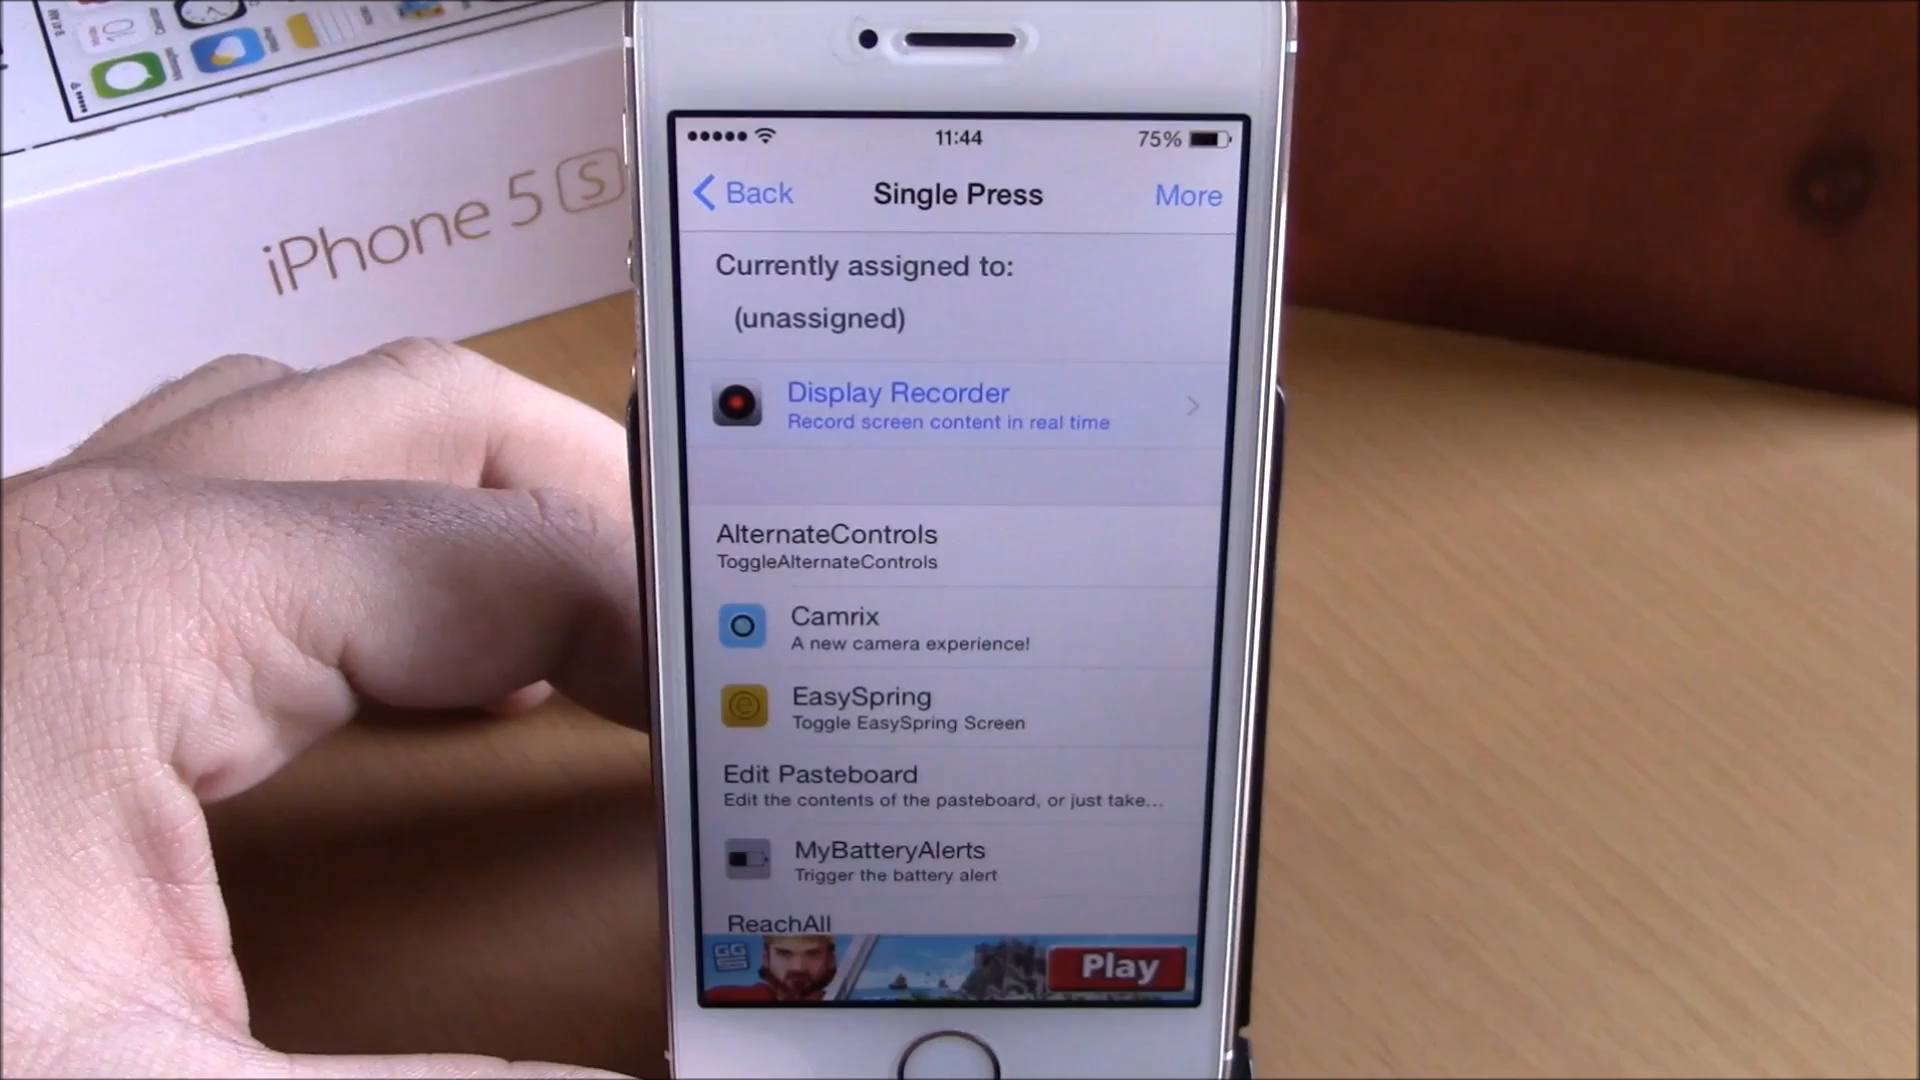 iPhone 5 S
11:44
75%
Back
Single Press
More
Currently assigned to:
(unassigned)
Display Recorder
Record screen content in real time
AlternateControls
ToggleAlternateControls
Camrix
A new camera experience!
EasySpring
Toggle EasySpring Screen
Edit Pasteboard
Edit the contents of the pasteboard, or just take...
MyBatteryAlerts
Trigger the battery alert
ReachAll
GG
Play